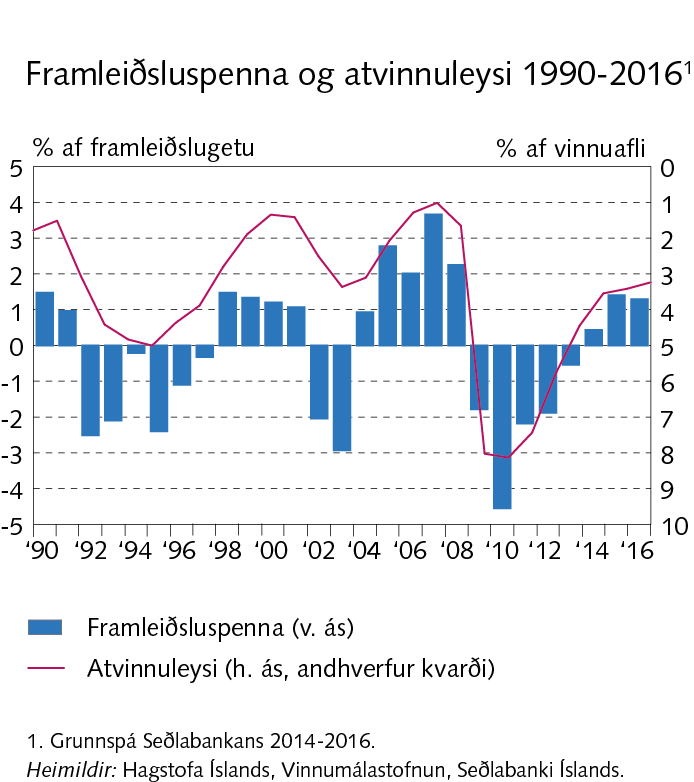 Framleiðsluspenna og atvinnuleysi 1990-2016¹
% af framleiðslugetu % af vinnuafli
5 0
4 1
3 2
2 3
1 4
0 5
-1 6
-2 7
-3 8
-4 9
-5 10
‘90 ‘92 ‘94 ‘96 ‘98 ‘00 ‘02 ‘04 ‘06 ‘08 ‘10 ‘12 ‘14 ‘16
Framleiðsluspenna (v. ás)
Atvinnuleysi (h. ás, andhverfur kvarði)
1. Grunnspá Seðlabankans 2014-2016.
Heimildir: Hagstofa Íslands, Vinnumálastofnun, Seðlabanki Íslands.